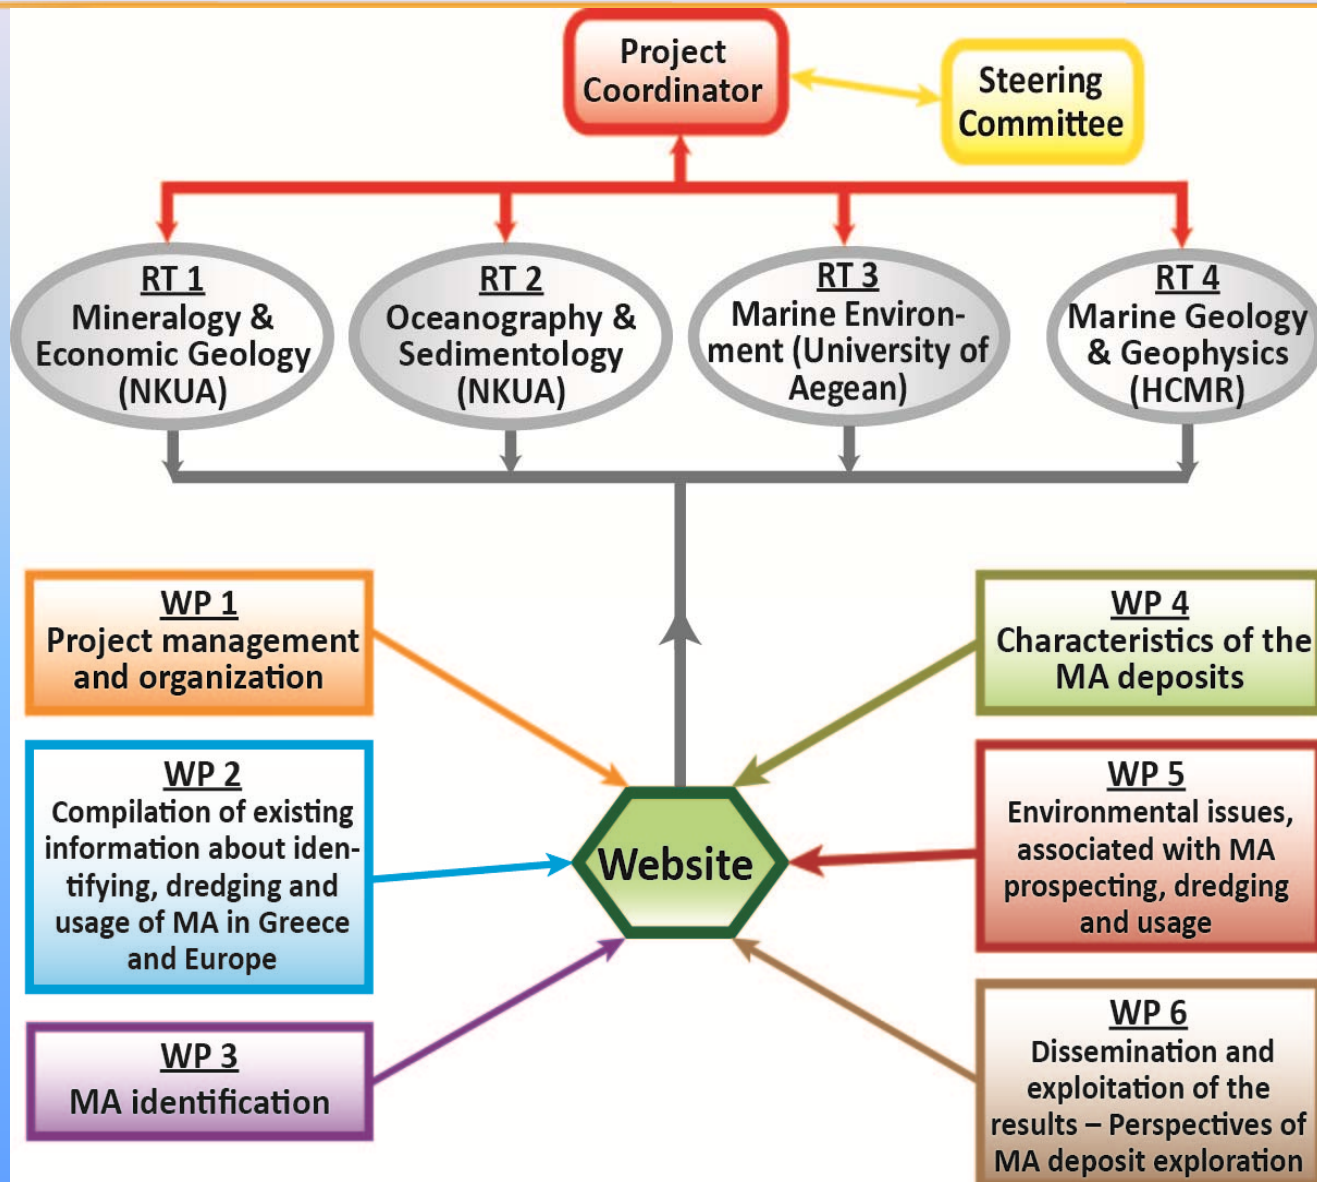 Project
Coordinator
Steering
Committee
RT 1
Mineralogy &
Economic Geology
(NKUA)
RT 2
Oceanography &
Sedimentology
(NKUA)
RT 3
Marine Environ-
ment (University of
Aegean)
RT 4
Marine Geology
& Geophysics
(HCMR)
WP 1
Project management
and organization
WP 2
Compilation of existing
information about iden-
tifying, dredging and
usage of MA in Greece
and Europe
WP 3
MA identification
Website
WP 4
Characteristics of the
MA deposits
WP 5
Environmental issues,
associated with MA
prospecting, dredging
and usage
WP 6
Dissemination and
exploitation of the
results – Perspectives of
MA deposit exploration